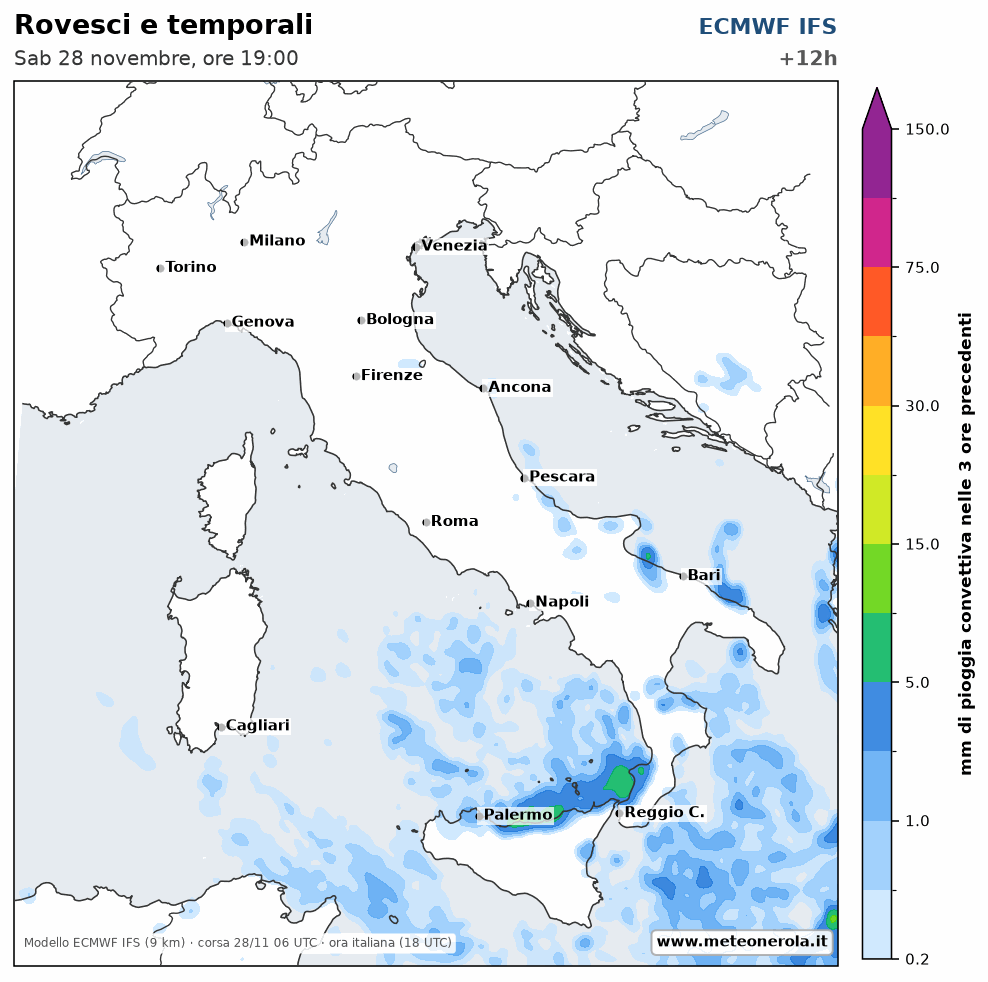 Rovesci e temporali
ECMWF IFS
Sab 28 novembre, ore 19:00
+12h
150.0
75.0
30.0
15.0
5.0
1.0
0.2
mm di pioggia convettiva nelle 3 ore precedenti
Milano
Venezia
Torino
Genova
Bologna
Firenze
Ancona
Pescara
Roma
Bari
Napoli
Cagliari
Palermo
Reggio C.
Modello ECMWF IFS (9 km) · corsa 28/11 06 UTC · ora italiana (18 UTC)
www.meteonerola.it